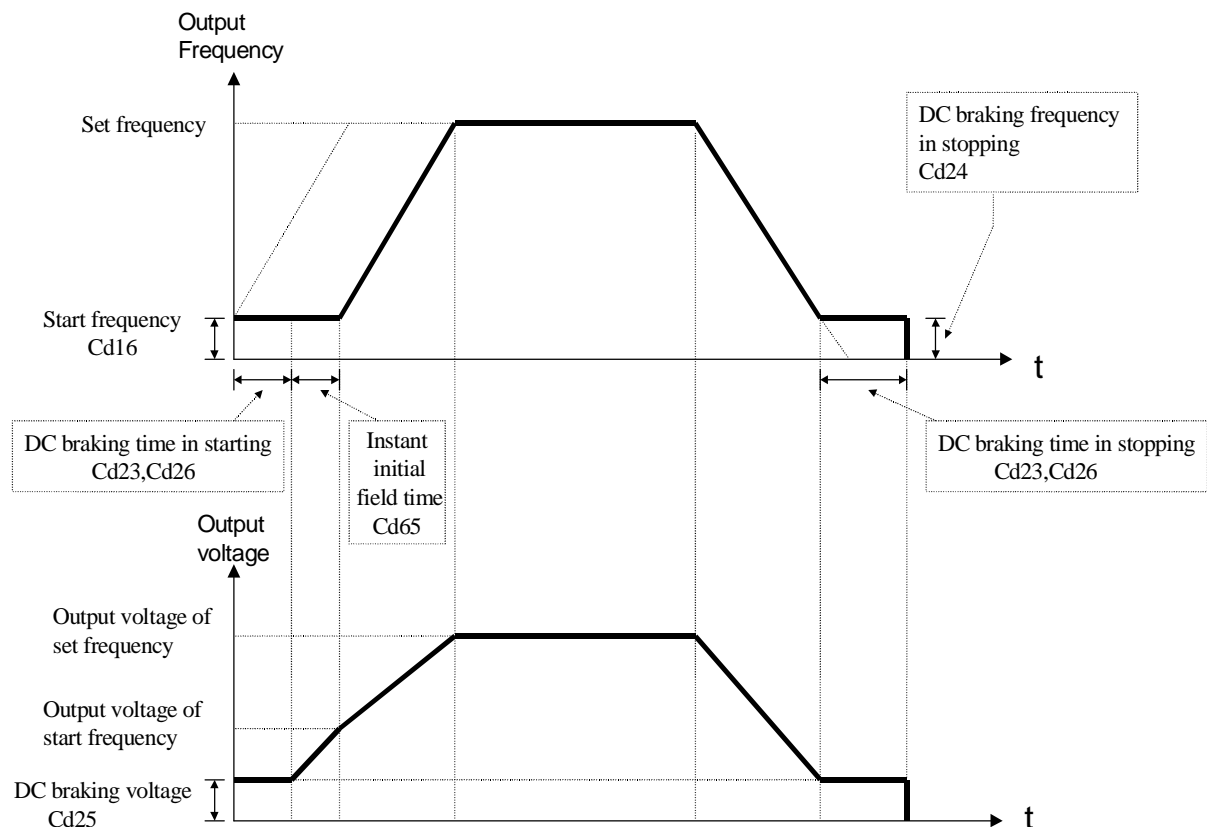 Output
Frequency
Set frequency
DC braking frequency
in stopping
Cd24
Start frequency
Cd16
t
DC braking time in starting
Cd23,Cd26
Instant
initial
field time
Cd65
DC braking time in stopping
Cd23,Cd26
Output
voltage
Output voltage of
set frequency
Output voltage of
start frequency
DC braking voltage
Cd25
t